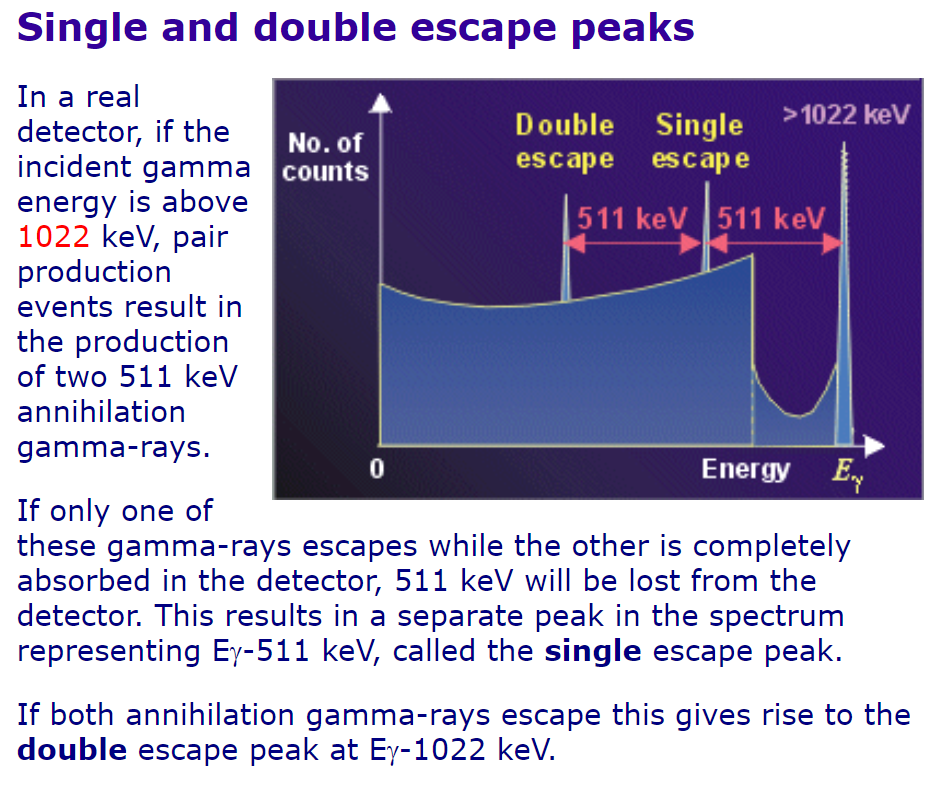 Single and double escape peaks
In a real
detector, if the
incident gamma
energy is above
1022 keV, pair
production
events result in
the production
of two 511 keV
annihilation
gamma-rays.
No. of
counts
Double
escape
Single
escape
>1022 keV
511 keV
511 keV
0
Energy
Eγ
If only one of
these gamma-rays escapes while the other is completely
absorbed in the detector, 511 keV will be lost from the
detector. This results in a separate peak in the spectrum
representing Eγ-511 keV, called the single escape peak.
If both annihilation gamma-rays escape this gives rise to the
double escape peak at Eγ-1022 keV.